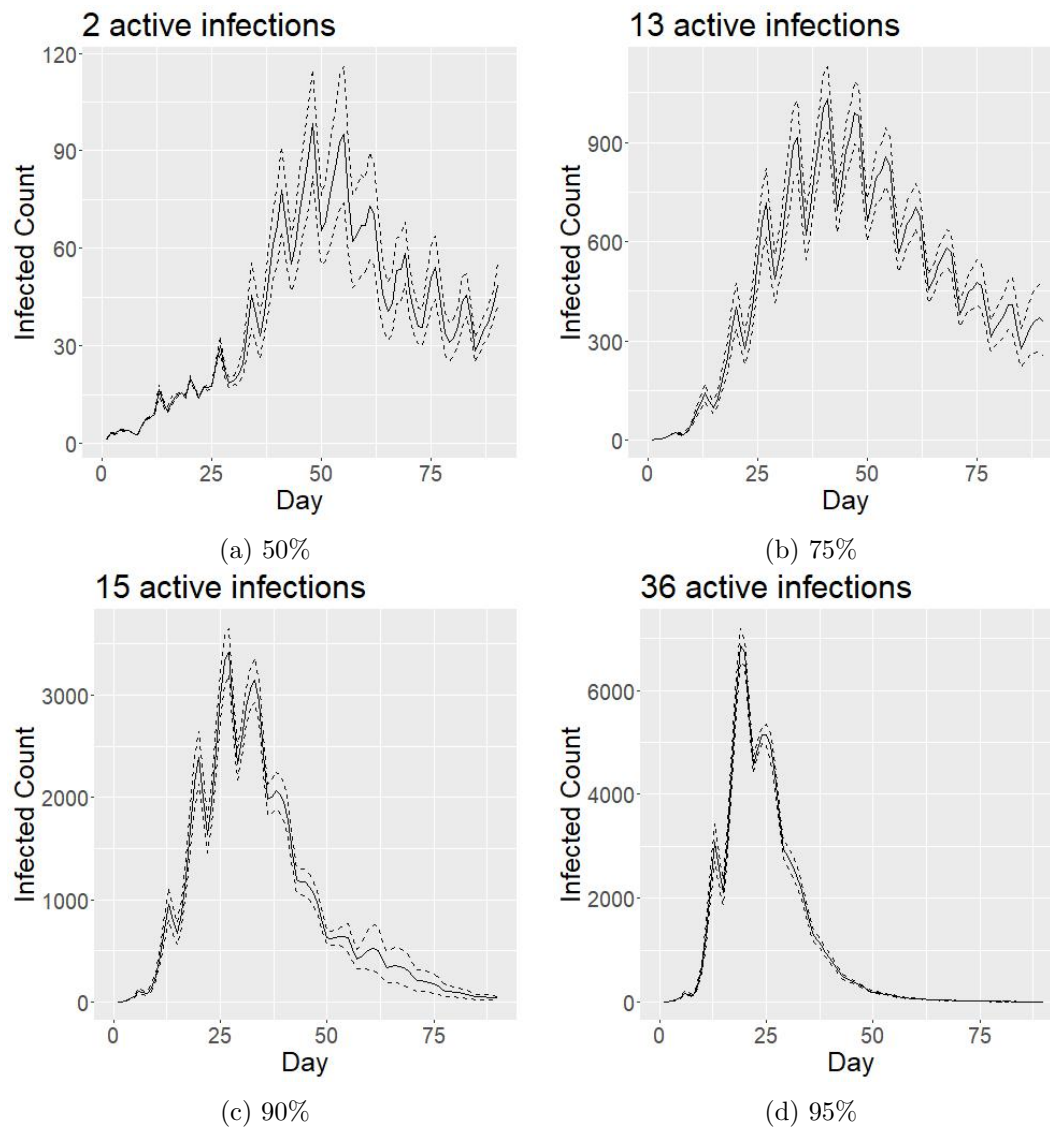 2 active infections
Infected Count
120
90
60
30
0
0 25 50 75
Day
(a) 50%
13 active infections
Infected Count
900
600
300
0
0 25 50 75
Day
(b) 75%
15 active infections
Infected Count
3000
2000
1000
0
0 25 50 75
Day
(c) 90%
36 active infections
Infected Count
6000
4000
2000
0
0 25 50 75
Day
(d) 95%